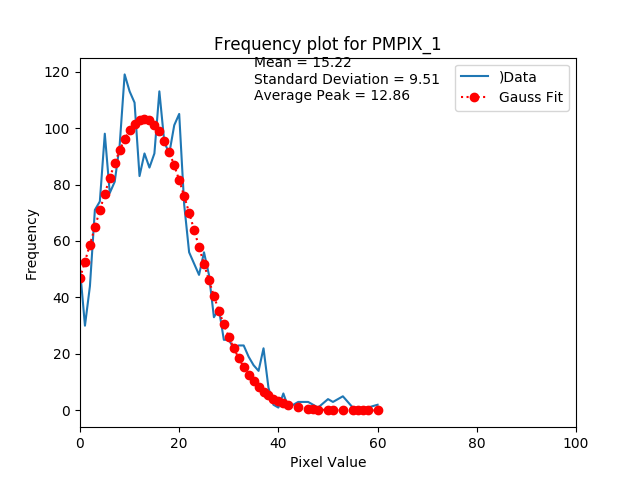 Frequency plot for PMPIX_1
Mean = 15.22
Standard Deviation = 9.51
Average Peak = 12.86
)Data
Gauss Fit
120
100
80
60
40
20
0
Frequency
0 20 40 60 80 100
Pixel Value